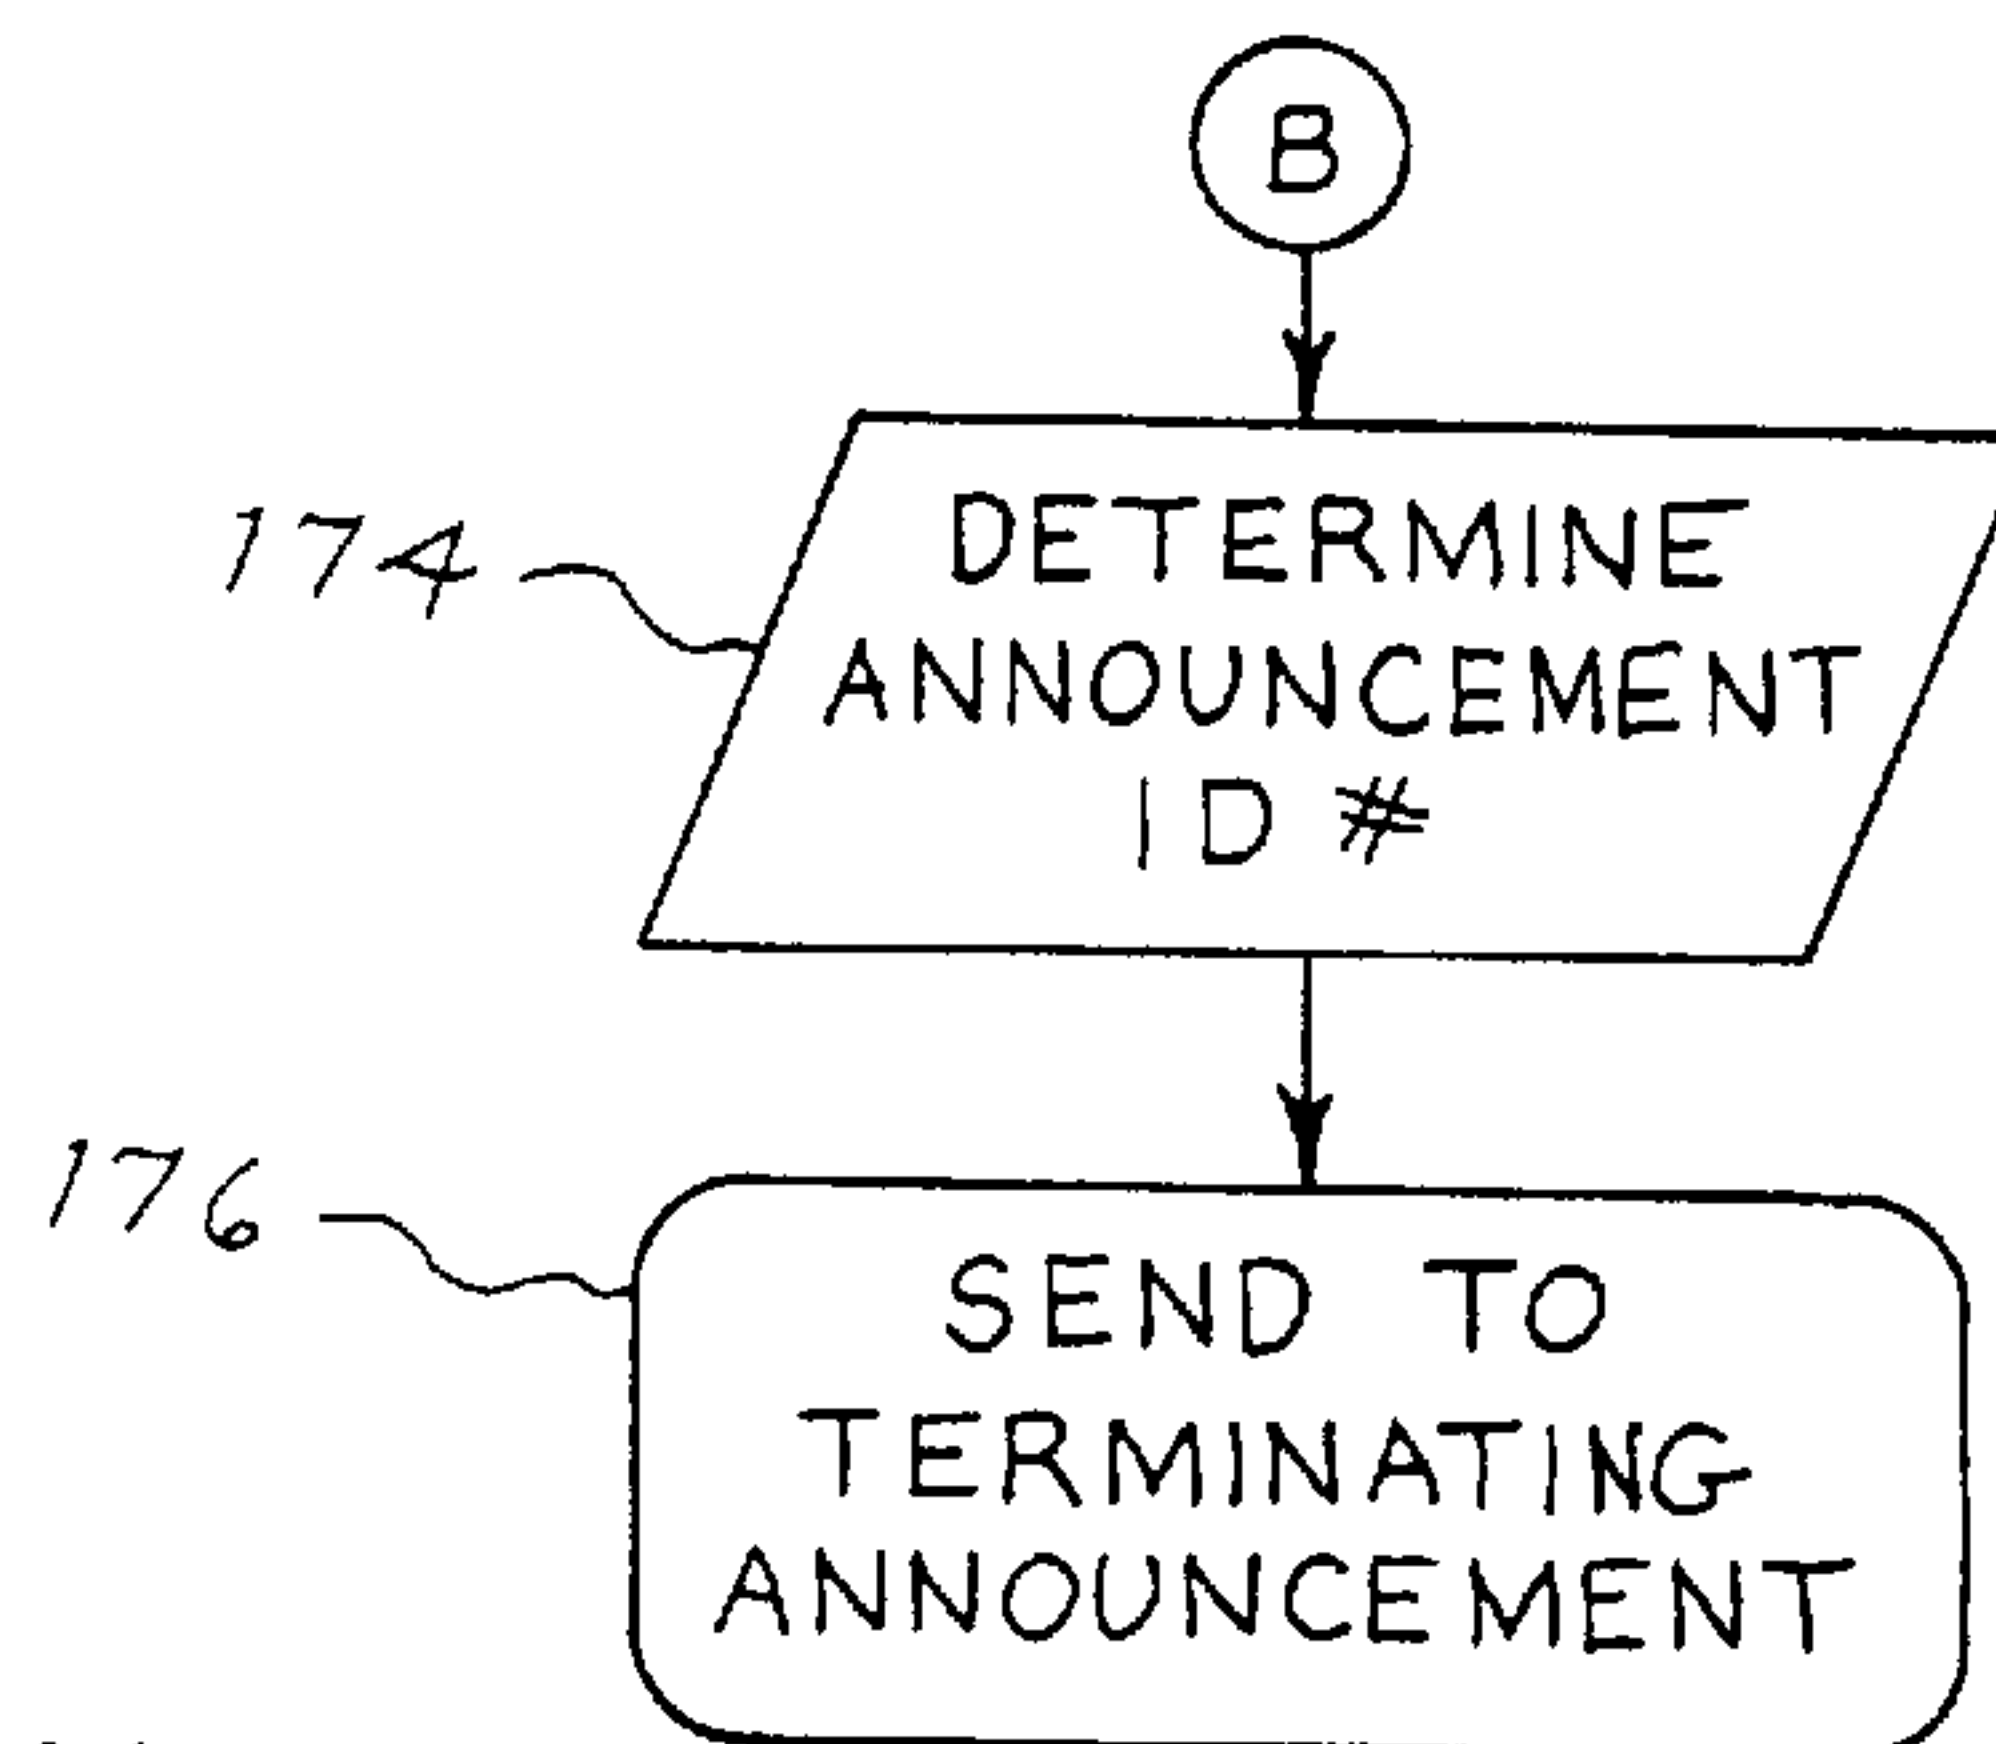 B
174
DETERMINE
ANNOUNCEMENT
ID #
176
SEND TO
TERMINATING
ANNOUNCEMENT